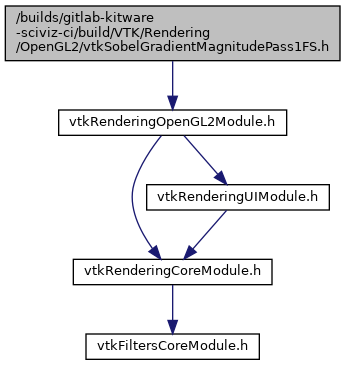 /builds/gitlab-kitware
-sciviz-ci/build/VTK/Rendering
/OpenGL2/vtkSobelGradientMagnitudePass1FS.h
vtkRenderingOpenGL2Module.h
vtkRenderingUIModule.h
vtkRenderingCoreModule.h
vtkFiltersCoreModule.h